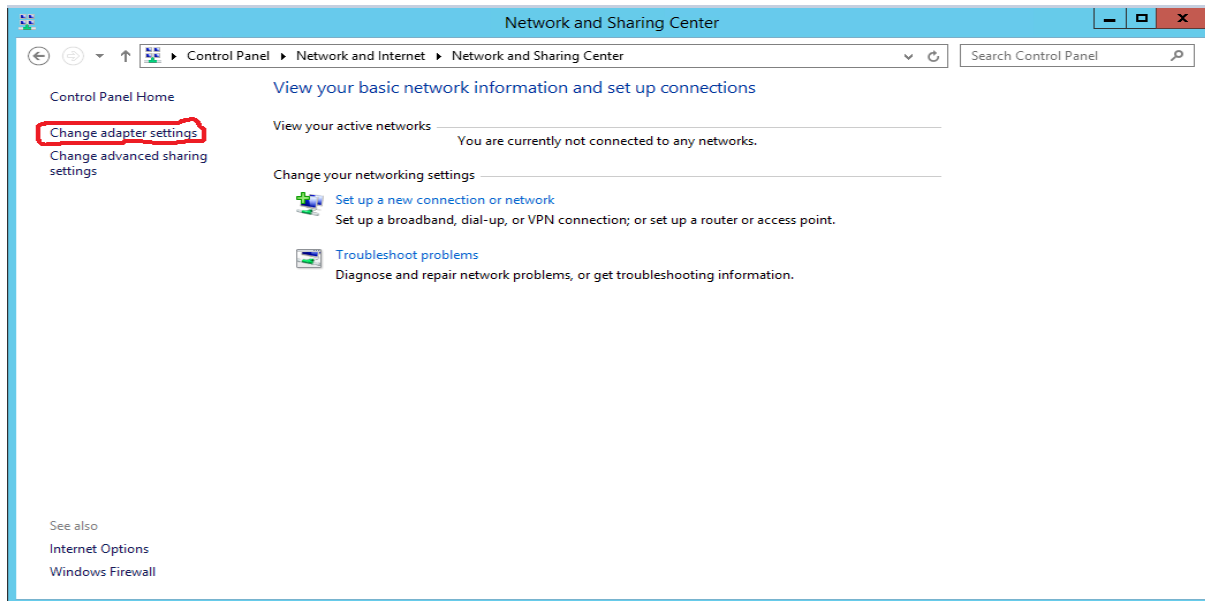 Network and Sharing Center
Control Panel Network and Internet Network and Sharing Center
Search Control Panel
Control Panel Home
Change adapter settings
Change advanced sharing
settings
View your basic network information and set up connections
View your active networks
You are currently not connected to any networks.
Change your networking settings
Set up a new connection or network
Set up a broadband, dial-up, or VPN connection; or set up a router or access point.
Troubleshoot problems
Diagnose and repair network problems, or get troubleshooting information.
See also
Internet Options
Windows Firewall